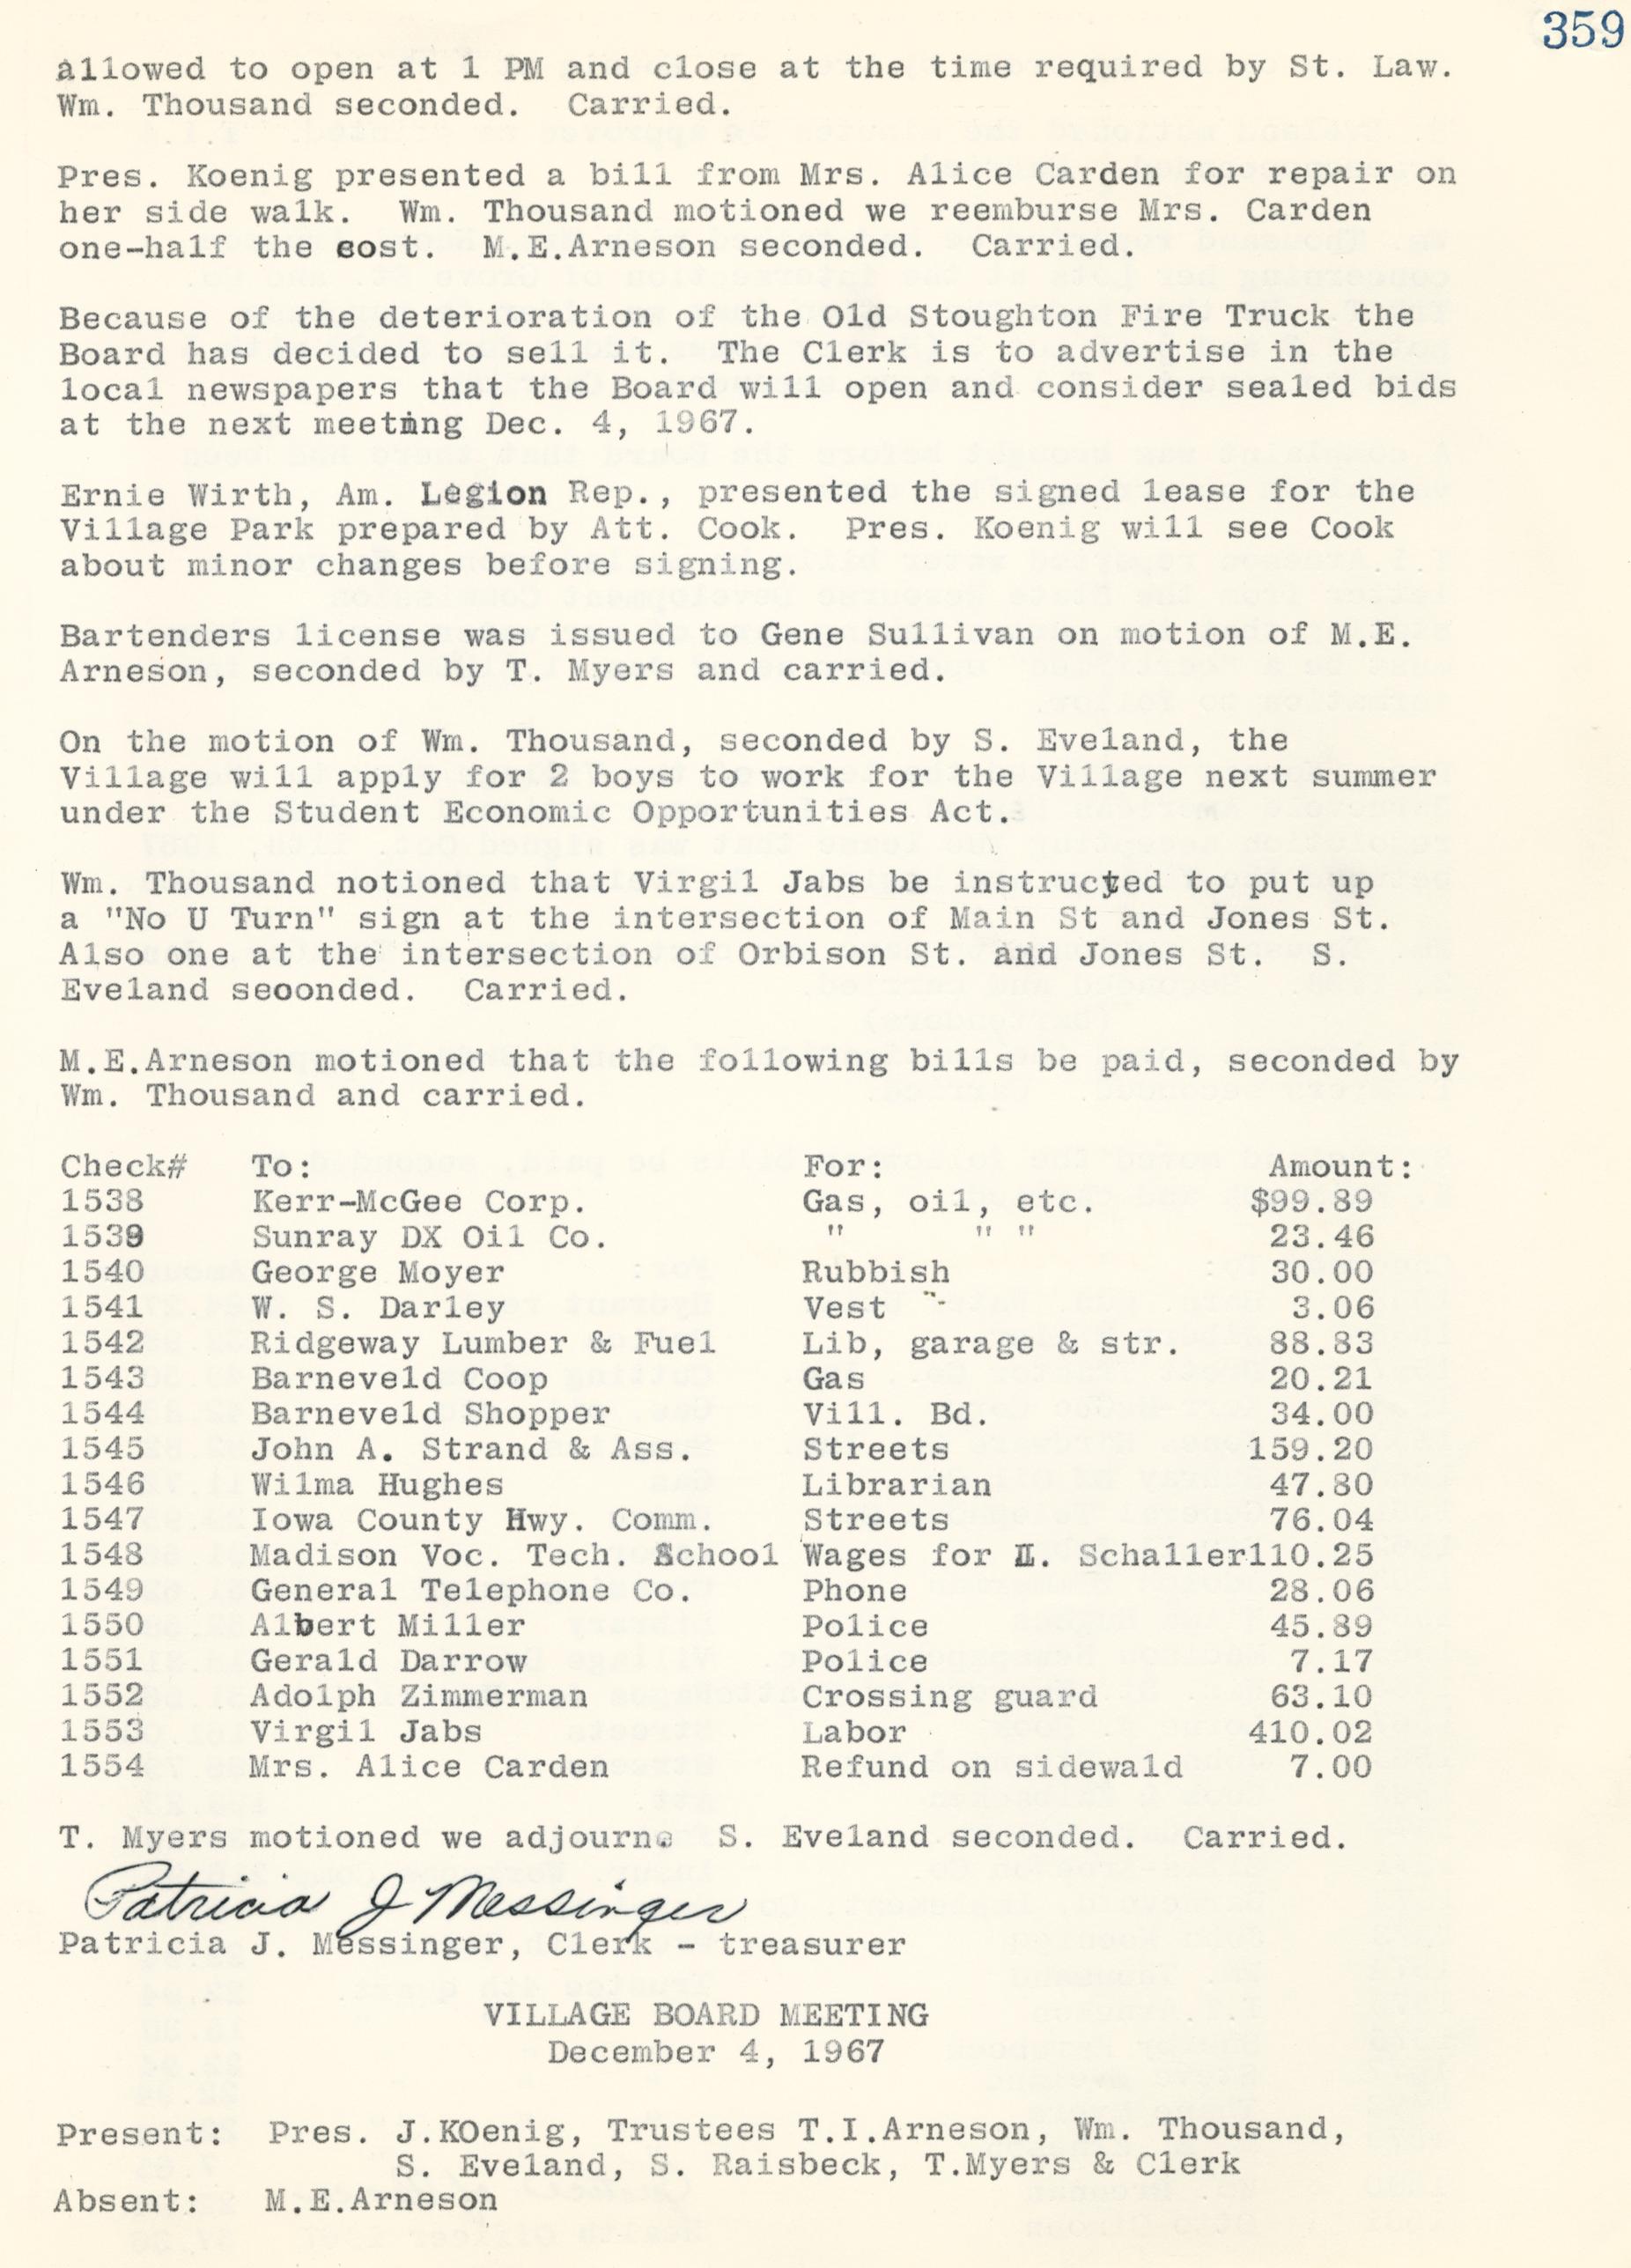 359
allowed to open at 1 PM and close at the time required by St. Law.
Wm. Thousand seconded.  Carried.
Pres. Koenig presented a bill from Mrs. Alice Carden for repair on
her side walk.  Wm. Thousand motioned we reemburse Mrs. Carden
one-half the cost.  M.E.Arneson seconded.  Carried.
Because of the deterioration of the Old Stoughton Fire Truck the
Board has decided to sell it.  The Clerk is to advertise in the
local newspapers that the Board will open and consider sealed bids
at the next meeting Dec. 4, 1967.
Ernie Wirth, Am. Legion Rep., presented the signed lease for the
Village Park prepared by Att. Cook.  Pres. Koenig will see Cook
about minor changes before signing.
Bartenders license was issued to Gene Sullivan on motion of M.E.
Arneson, seconded by T. Myers and carried.
On the motion of Wm. Thousand, seconded by S. Eveland, the
Village will apply for 2 boys to work for the Village next summer
under the Student Economic Opportunities Act.
Wm. Thousand notioned that Virgil Jabs be instructed to put up
a "No U Turn" sign at the intersection of Main St and Jones St.
Also one at the intersection of Orbison St. and Jones St.  S.
Eveland seoonded.  Carried.
M.E.Arneson motioned that the following bills be paid, seconded by
Wm. Thousand and carried.
Check# To: For: Amount:
1538 Kerr-McGee Corp. Gas, oil, etc. $99.89
1539 Sunray DX Oil Co. " " " 23.46
1540 George Moyer Rubbish 30.00
1541 W. S. Darley Vest 3.06
1542 Ridgeway Lumber & Fuel Lib, garage & str. 88.83
1543 Barneveld Coop Gas 20.21
1544 Barneveld Shopper Vill. Bd. 34.00
1545 John A. Strand & Ass. Streets 159.20
1546 Wilma Hughes Librarian 47.80
1547 Iowa County Hwy. Comm. Streets 76.04
1548 Madison Voc. Tech. School Wages for Schaller110.25
1549 General Telephone Co. Phone 28.06
1550 Albert Miller Police 45.89
1551 Gerald Darrow Police 7.17
1552 Adolph Zimmerman Crossing guard 63.10
1553 Virgil Jabs Labor 410.02
1554 Mrs. Alice Carden Refund on sidewald 7.00
T. Myers motioned we adjourne  S. Eveland seconded.  Carried.
Patricia J Messinger
Patricia J. Messinger, Clerk - treasurer
VILLAGE BOARD MEETING
December 4, 1967
Present:  Pres. J.KOenig, Trustees T.I.Arneson, Wm. Thousand,
S. Eveland, S. Raisbeck, T.Myers & Clerk
Absent:  M.E.Arneson